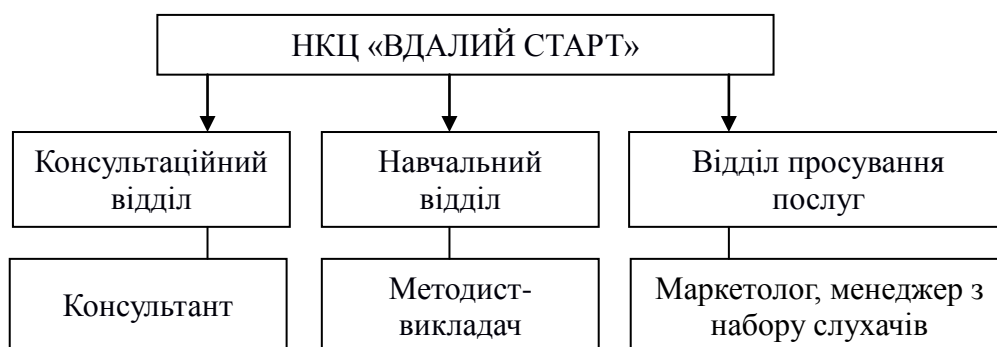 НКЦ «ВДАЛИЙ СТАРТ»
Консультаційний
відділ
Навчальний
відділ
Відділ просування
послуг
Консультант
Методист-
викладач
Маркетолог, менеджер з
набору слухачів